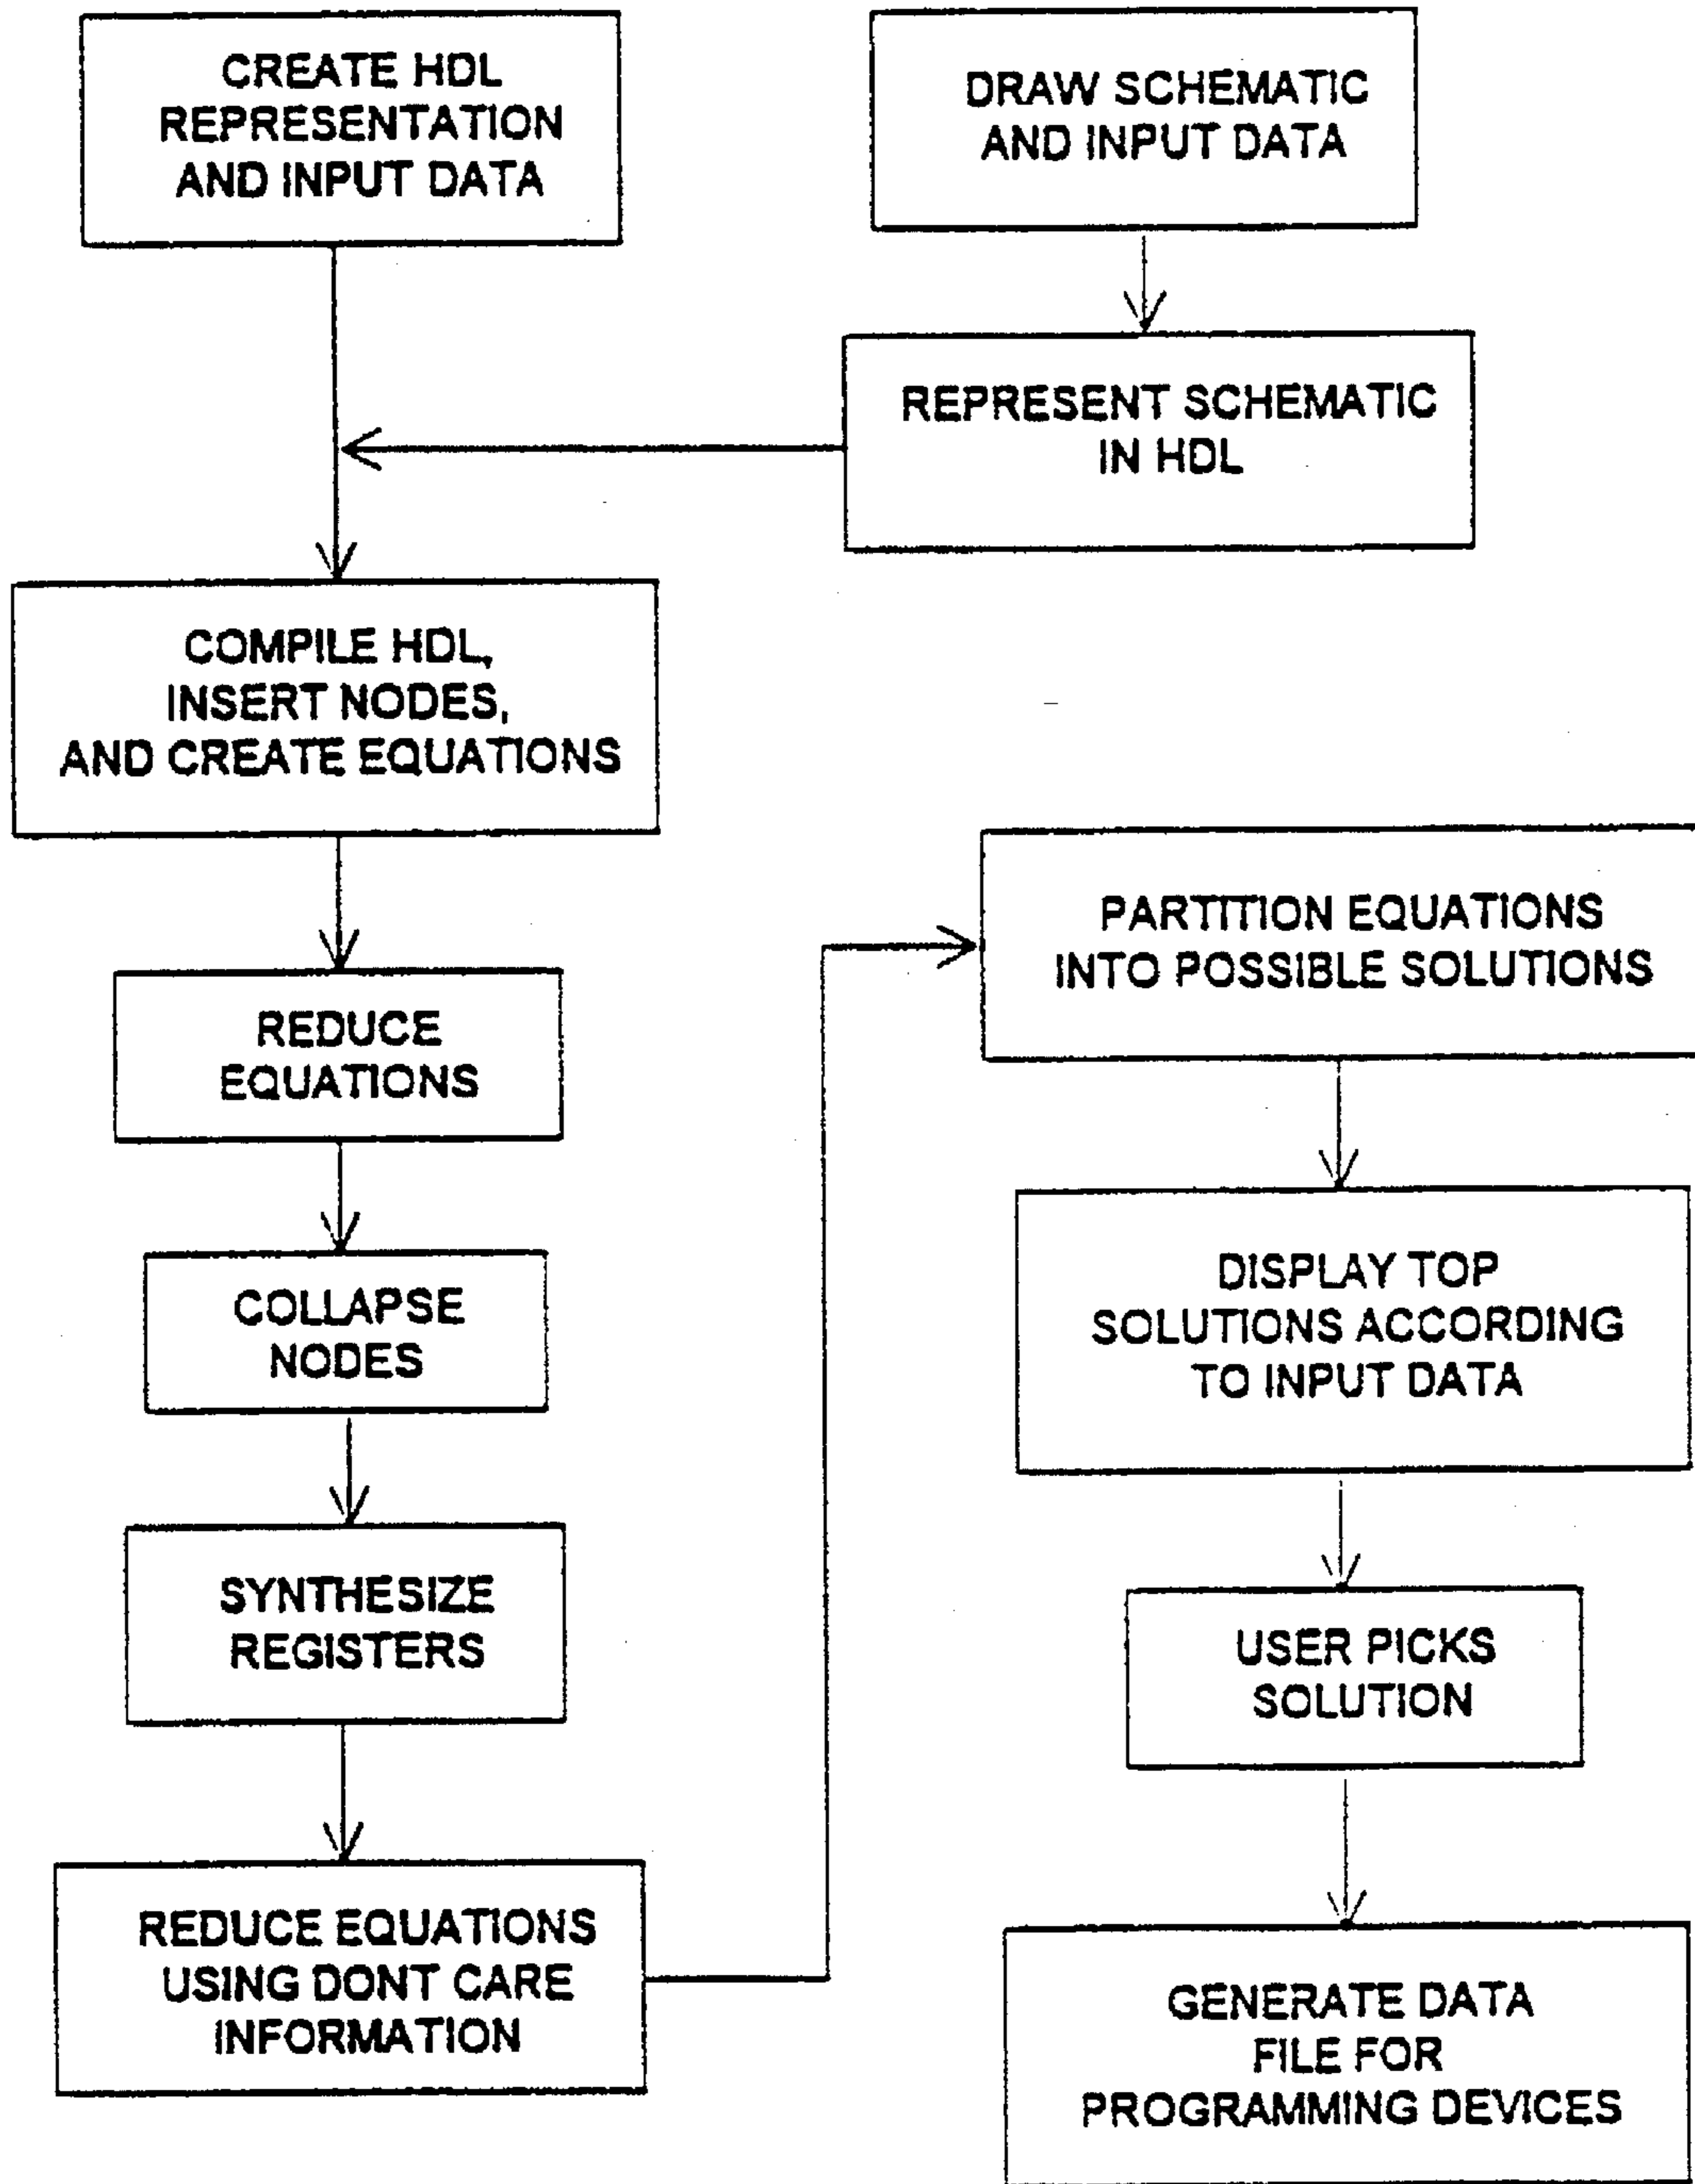 CREATE HDL
REPRESENTATION
AND INPUT DATA
DRAW SCHEMATIC
AND INPUT DATA
REPRESENT SCHEMATIC
IN HDL
COMPILE HDL,
INSERT NODES,
AND CREATE EQUATIONS
REDUCE
EQUATIONS
COLLAPSE
NODES
SYNTHESIZE
REGISTERS
REDUCE EQUATIONS
USING DONT CARE
INFORMATION
PARTITION EQUATIONS
INTO POSSIBLE SOLUTIONS
DISPLAY TOP
SOLUTIONS ACCORDING
TO INPUT DATA
USER PICKS
SOLUTION
GENERATE DATA
FILE FOR
PROGRAMMING DEVICES